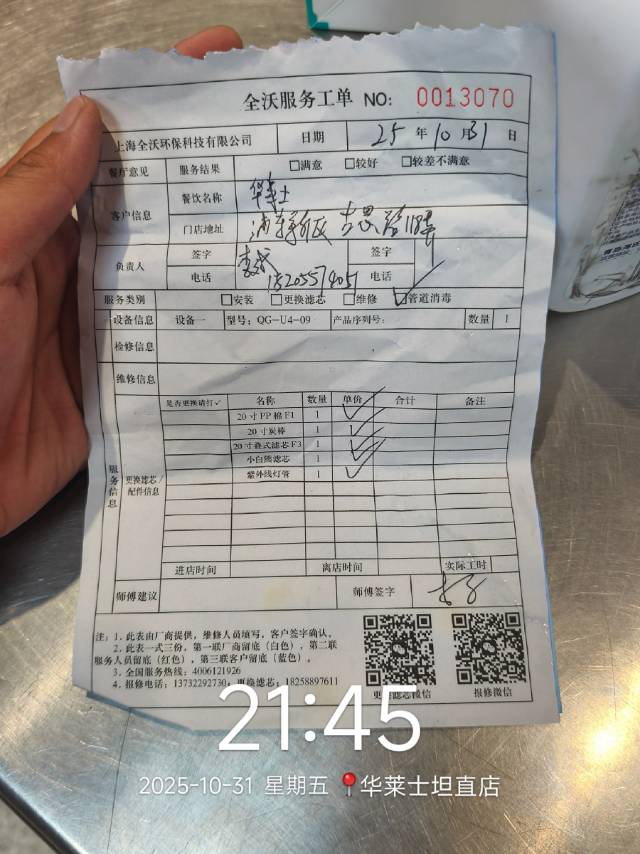 全沃服务工单 NO: 0013070
上海全沃环保科技有限公司 日期 25 年 10 月 31 日
餐厅意见 服务结果 □满意 □较好 □较差不满意
客户信息 餐饮名称 华莱士
门店地址 浦东新区
负责人 签字 签字
电话 电话
服务类别 □安装 □更换滤芯 □维修 ☑管道消毒
设备信息 设备一 型号: QG-U4-09 产品序列号: 数量 1
检修信息
维修信息
服务信息 更换滤芯/配件信息
是否更换请打✓ 名称 数量 单价 合计 备注
20寸PP棉F1 1 ✓
20寸炭棒 1 ✓
20寸叠式滤芯F3 1 ✓
小白熊滤芯 1 ✓
紫外线灯管 1 ✓
进店时间 离店时间 实际工时
师傅建议 师傅签字
注: 1. 此表由厂商提供, 维修人员填写, 客户签字确认。
2. 此表一式三份, 第一联厂商留底(白色), 第二联
服务人员留底(红色), 第三联客户留底(蓝色)。
3. 全国服务热线: 4006121926
4. 报修电话: 13732292730, 更换滤芯: 18258897611
更换滤芯微信 报修微信
21:45
2025-10-31 星期五 华莱士坦直店